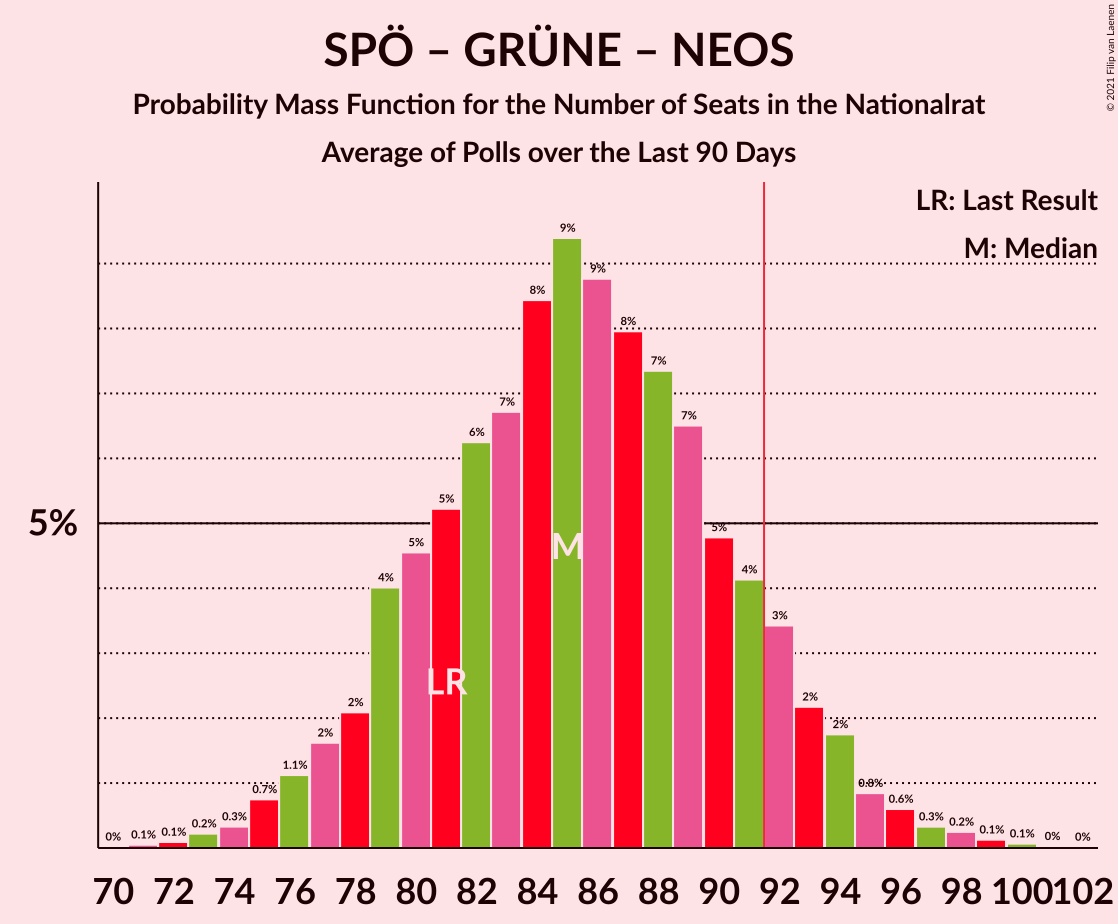 SPÖ – GRÜNE – NEOS
Probability Mass Function for the Number of Seats in the Nationalrat
Average of Polls over the Last 90 Days
© 2021 Filip van Laenen
LR: Last Result
M: Median
5%
0% 0.1% 0.1% 0.2% 0.3% 0.7% 1.1% 2% 2% 4% 5% 5% 6% 7% 8% 9% 9% 8% 7% 7% 5% 4% 3% 2% 2% 0.8% 0.6% 0.3% 0.2% 0.1% 0.1% 0% 0%
M
LR
70 72 74 76 78 80 82 84 86 88 90 92 94 96 98 100 102